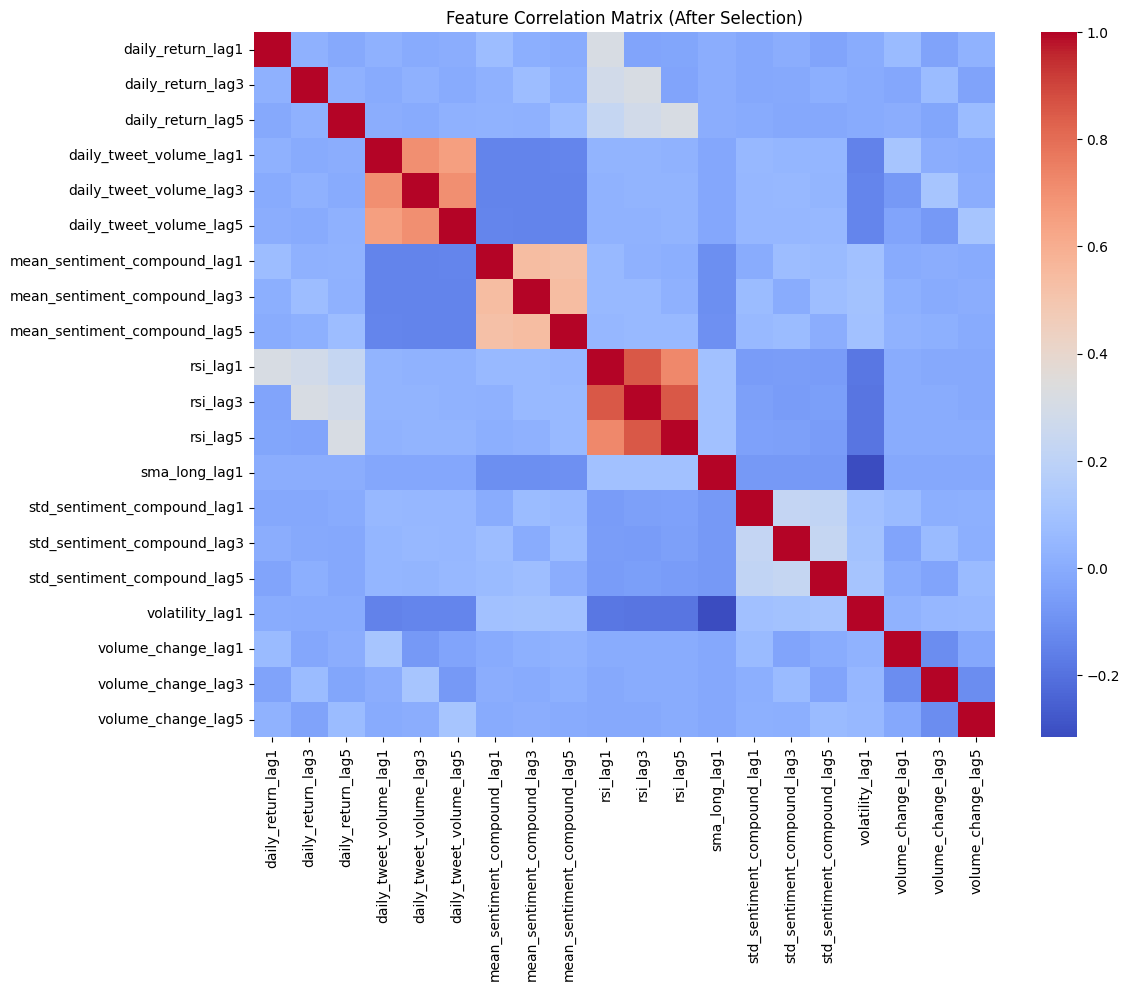 Feature Correlation Matrix (After Selection)
daily_return_lag1
daily_return_lag3
daily_return_lag5
daily_tweet_volume_lag1
daily_tweet_volume_lag3
daily_tweet_volume_lag5
mean_sentiment_compound_lag1
mean_sentiment_compound_lag3
mean_sentiment_compound_lag5
rsi_lag1
rsi_lag3
rsi_lag5
sma_long_lag1
std_sentiment_compound_lag1
std_sentiment_compound_lag3
std_sentiment_compound_lag5
volatility_lag1
volume_change_lag1
volume_change_lag3
volume_change_lag5
daily_return_lag1
daily_return_lag3
daily_return_lag5
daily_tweet_volume_lag1
daily_tweet_volume_lag3
daily_tweet_volume_lag5
mean_sentiment_compound_lag1
mean_sentiment_compound_lag3
mean_sentiment_compound_lag5
rsi_lag1
rsi_lag3
rsi_lag5
sma_long_lag1
std_sentiment_compound_lag1
std_sentiment_compound_lag3
std_sentiment_compound_lag5
volatility_lag1
volume_change_lag1
volume_change_lag3
volume_change_lag5
1.0
0.8
0.6
0.4
0.2
0.0
−0.2